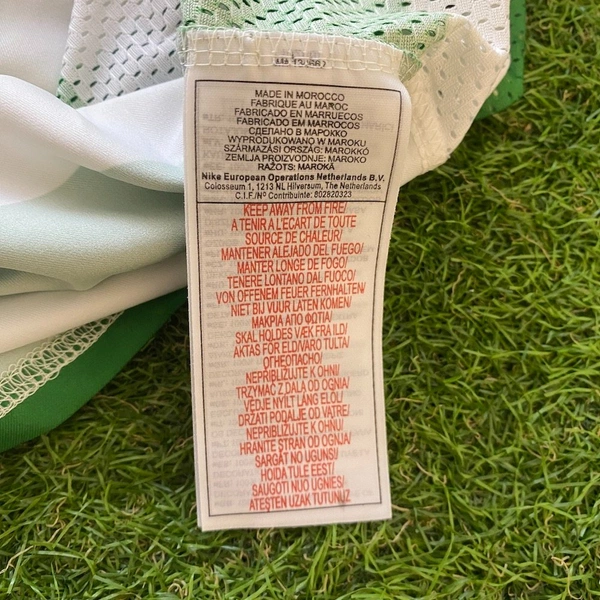 MADE IN MOROCCO
FABRIQUE AU MAROC
FABRICADO EN MARRUECOS
FABRICADO EM MARROCOS
СДЕЛАНО В МАРОККО
WYPRODUKOWANO W MAROKU
SZÁRMAZÁSI ORSZÁG: MAROKKÓ
ZEMLJA PROIZVODNJE: MAROKO
RAŽOTS: MAROKĀ
Nike European Operations Netherlands B.V.
Colosseum 1, 1213 NL Hilversum, The Netherlands
C.I.F./Nº Contribuinte: 802820323
KEEP AWAY FROM FIRE/
A TENIR A L'ECART DE TOUTE
SOURCE DE CHALEUR/
MANTENER ALEJADO DEL FUEGO/
MANTER LONGE DE FOGO/
TENERE LONTANO DAL FUOCO/
VON OFFENEM FEUER FERNHALTEN/
NIET BIJ VUUR LATEN KOMEN/
ΜΑΚΡΙΑ ΑΠΟ ΦΩΤΙΑ/
SKAL HOLDES VÆK FRA ILD/
AKTAS FÖR ELD/VARO TULTA/
ОГНЕОПАСНО/
NEPRIBLIŽUJTE K OHNI/
TRZYMAĆ Z DALA OD OGNIA/
VEDJE NYÍLT LÁNG ELOL/
DRŽATI PODALJE OD VATRE/
NEPRIBLIŽUJTE K OHNU/
HRANITE STRAN OD OGNJA/
SARGĀT NO UGUNS/
HOIDA TULE EEST/
SAUGOTI NUO UGNIES/
ATEŞTEN UZAK TUTUNUZ